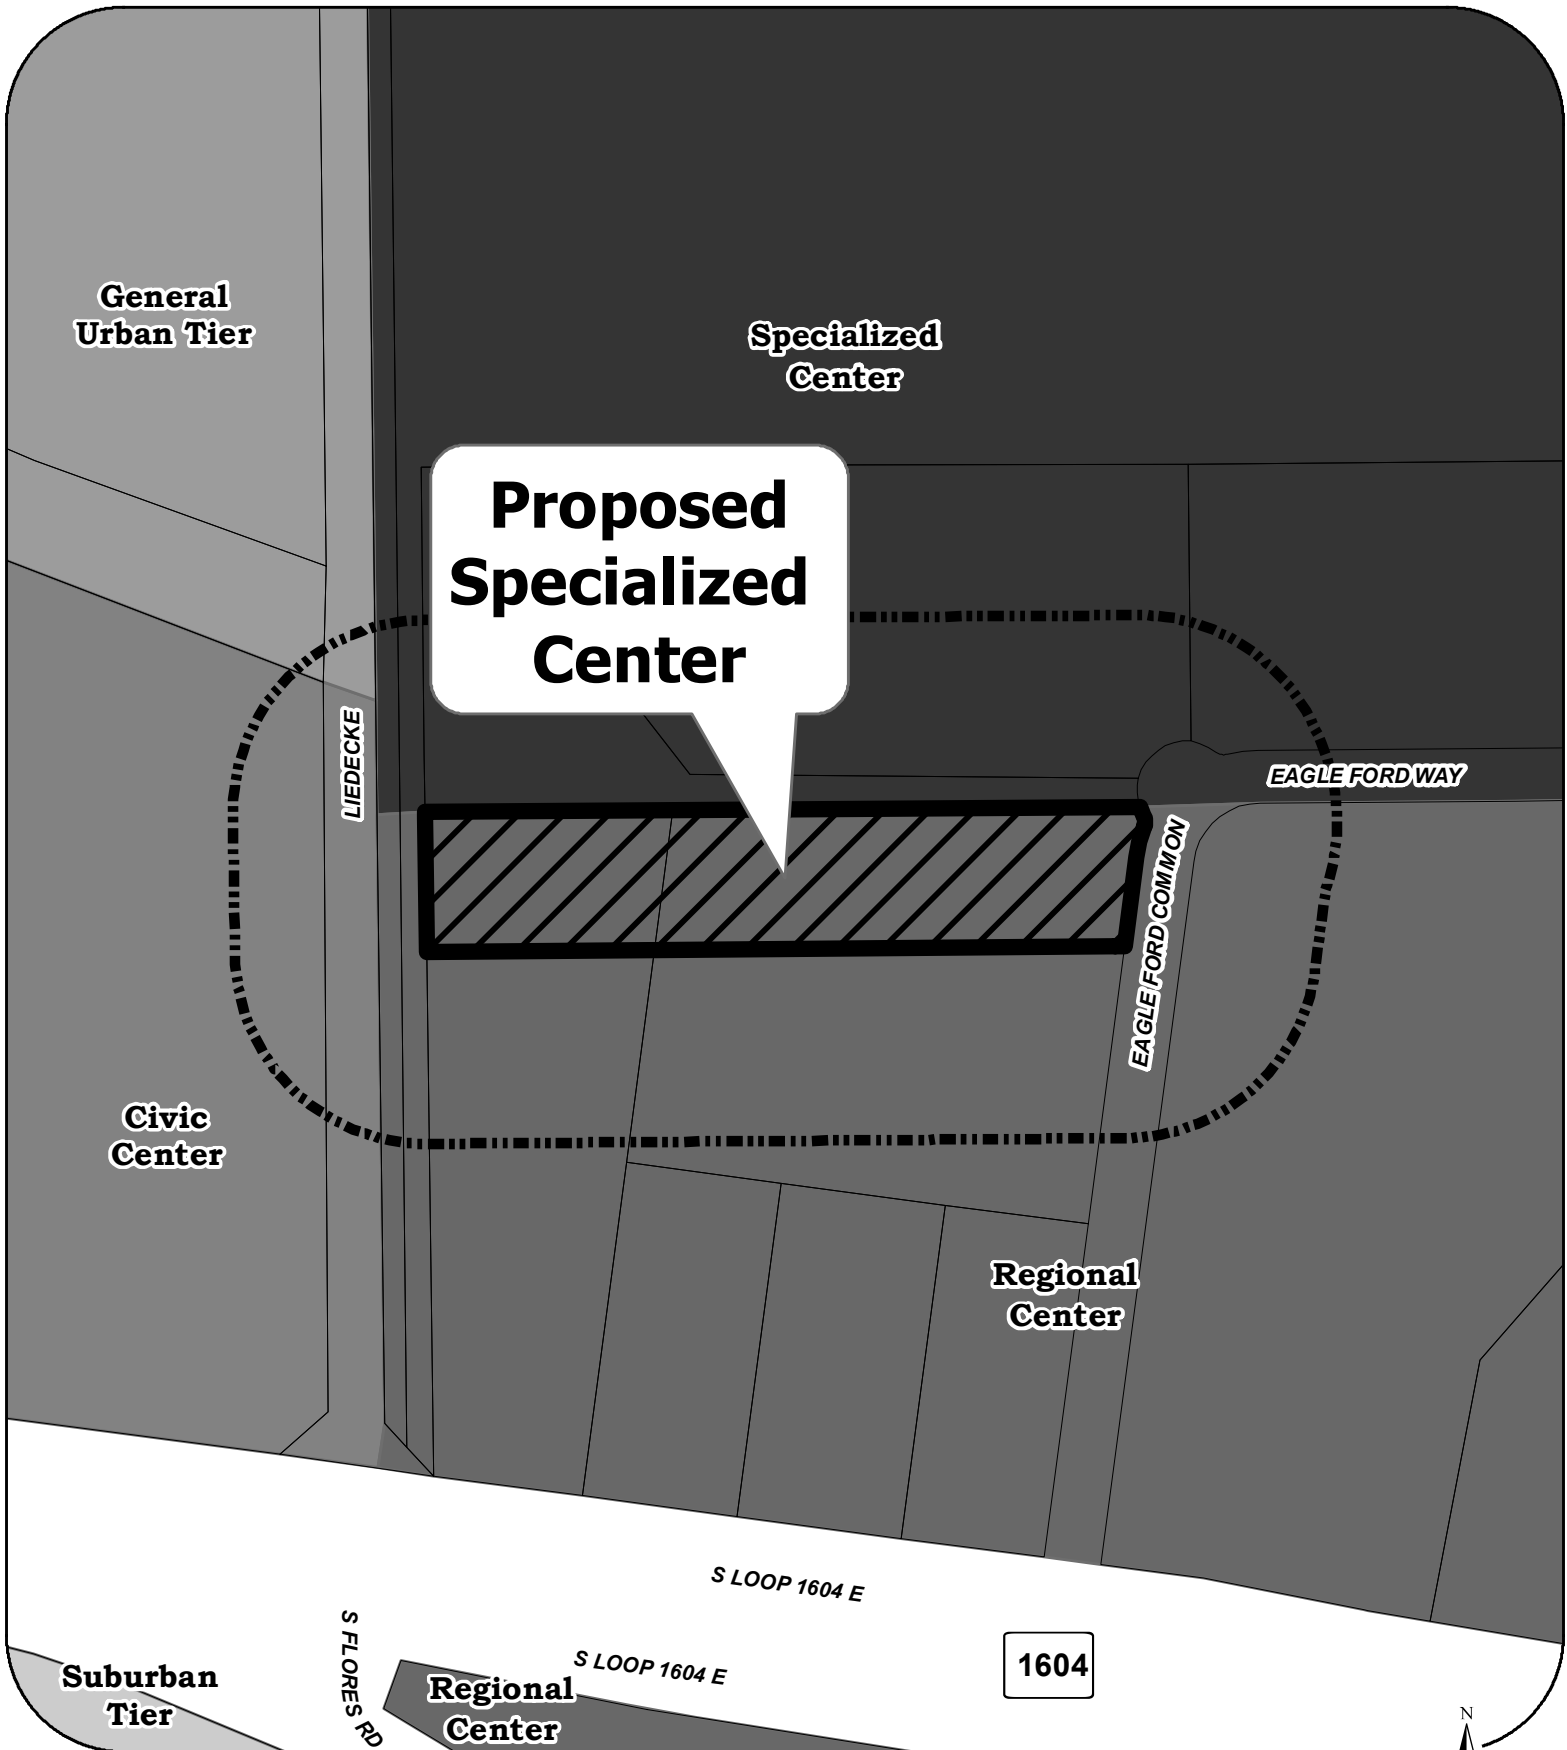 General
Urban Tier
Specialized
Center
Proposed
Specialized
Center
LIEDECKE
EAGLE FORD WAY
EAGLE FORD COMMON
Civic
Center
Regional
Center
S LOOP 1604 E
S FLORES RD
S LOOP 1604 E
1604
Suburban
Tier
Regional
Center
N